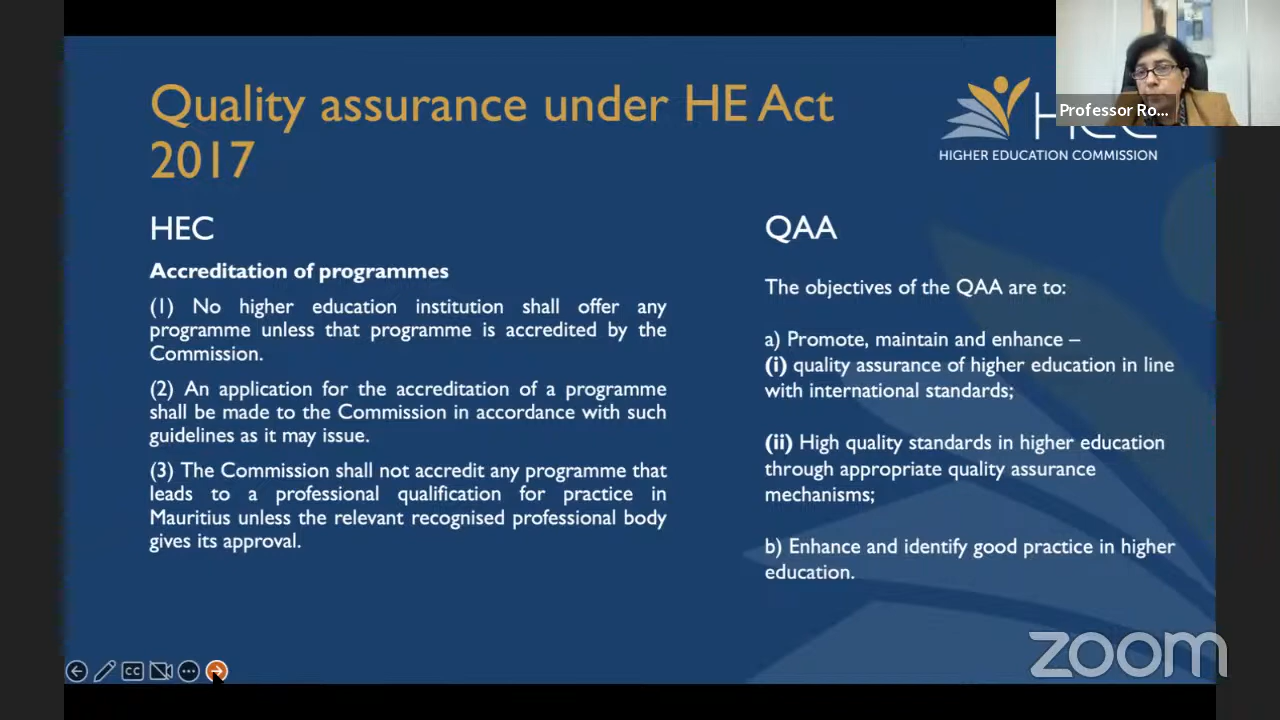 Quality assurance under HE Act
2017
HIGHER EDUCATION COMMISSION
Professor Ro...
HEC
Accreditation of programmes
(1) No higher education institution shall offer any
programme unless that programme is accredited by the
Commission.
(2) An application for the accreditation of a programme
shall be made to the Commission in accordance with such
guidelines as it may issue.
(3) The Commission shall not accredit any programme that
leads to a professional qualification for practice in
Mauritius unless the relevant recognised professional body
gives its approval.
QAA
The objectives of the QAA are to:
a) Promote, maintain and enhance –
(i) quality assurance of higher education in line
with international standards;
(ii) High quality standards in higher education
through appropriate quality assurance
mechanisms;
b) Enhance and identify good practice in higher
education.
CC
zoom